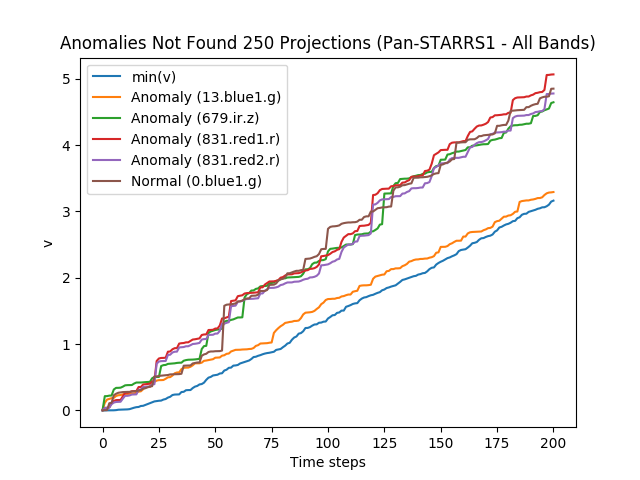 Anomalies Not Found 250 Projections (Pan-STARRS1 - All Bands)
min(v)
Anomaly (13.blue1.g)
Anomaly (679.ir.z)
Anomaly (831.red1.r)
Anomaly (831.red2.r)
Normal (0.blue1.g)
5
4
3
2
1
0
v
0 25 50 75 100 125 150 175 200
Time steps